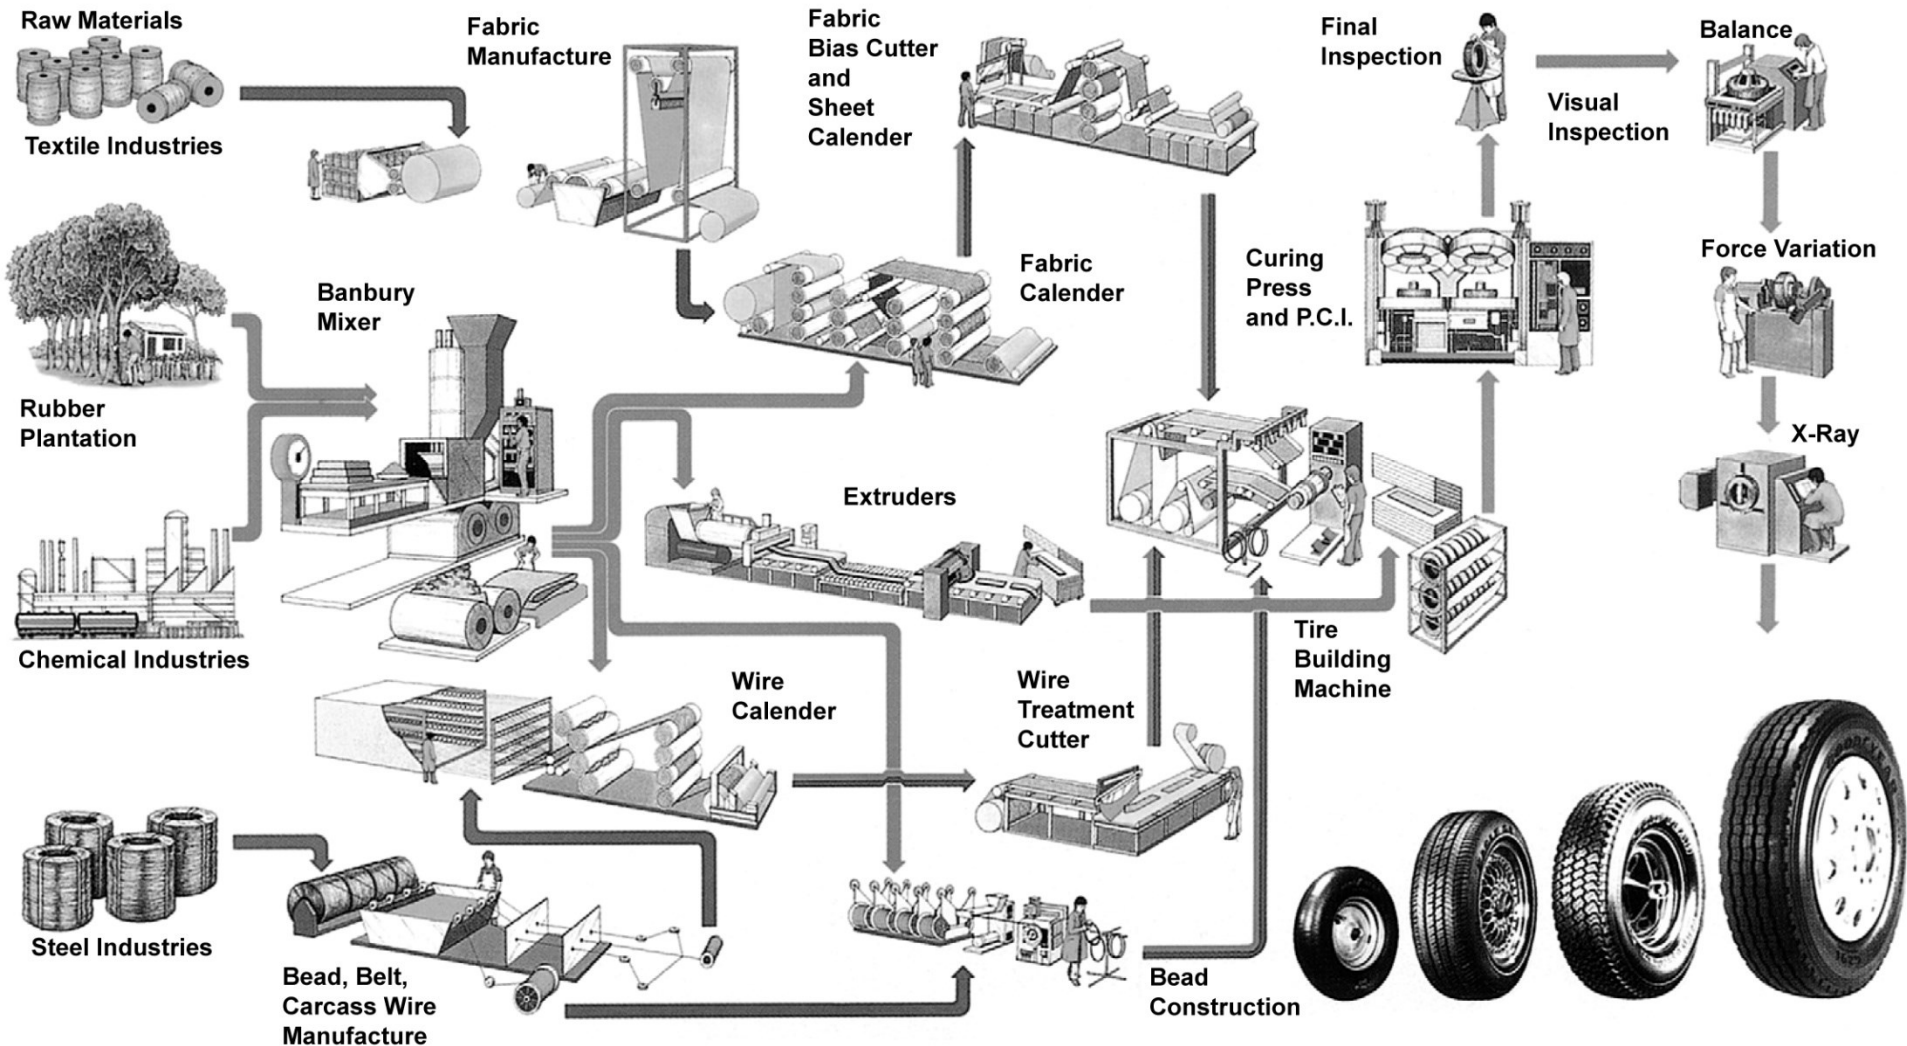 Raw Materials
Textile Industries
Fabric
Manufacture
Fabric
Bias Cutter
and
Sheet
Calender
Final
Inspection
Visual
Inspection
Balance
Rubber
Plantation
Banbury
Mixer
Fabric
Calender
Curing
Press
and P.C.I.
Force Variation
X-Ray
Chemical Industries
Extruders
Tire
Building
Machine
Wire
Calender
Wire
Treatment
Cutter
Steel Industries
Bead, Belt,
Carcass Wire
Manufacture
Bead
Construction